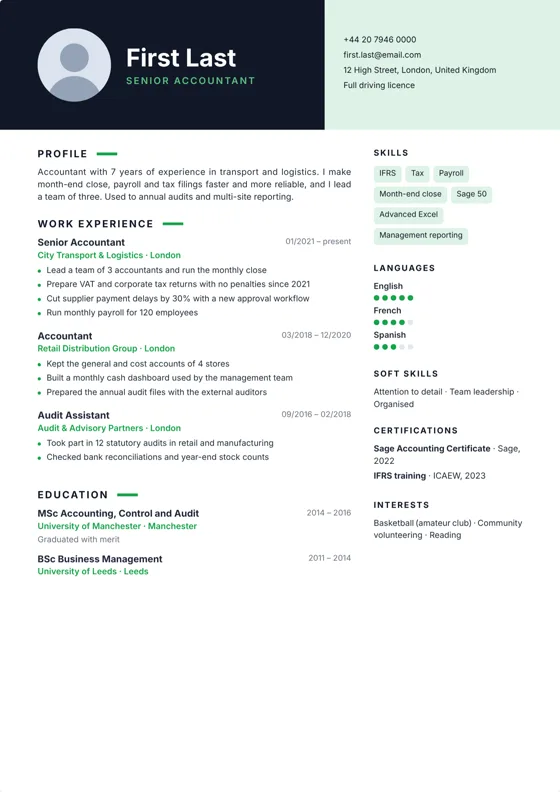 First Last
SENIOR ACCOUNTANT
+44 20 7946 0000
first.last@email.com
12 High Street, London, United Kingdom
Full driving licence
PROFILE
Accountant with 7 years of experience in transport and logistics. I make
month-end close, payroll and tax filings faster and more reliable, and I lead
a team of three. Used to annual audits and multi-site reporting.
WORK EXPERIENCE
Senior Accountant 01/2021 – present
City Transport & Logistics · London
• Lead a team of 3 accountants and run the monthly close
• Prepare VAT and corporate tax returns with no penalties since 2021
• Cut supplier payment delays by 30% with a new approval workflow
• Run monthly payroll for 120 employees
Accountant 03/2018 – 12/2020
Retail Distribution Group · London
• Kept the general and cost accounts of 4 stores
• Built a monthly cash dashboard used by the management team
• Prepared the annual audit files with the external auditors
Audit Assistant 09/2016 – 02/2018
Audit & Advisory Partners · London
• Took part in 12 statutory audits in retail and manufacturing
• Checked bank reconciliations and year-end stock counts
EDUCATION
MSc Accounting, Control and Audit 2014 – 2016
University of Manchester · Manchester
Graduated with merit
BSc Business Management 2011 – 2014
University of Leeds · Leeds
SKILLS
IFRS Tax Payroll
Month-end close Sage 50
Advanced Excel
Management reporting
LANGUAGES
English
French
Spanish
SOFT SKILLS
Attention to detail · Team leadership ·
Organised
CERTIFICATIONS
Sage Accounting Certificate · Sage,
2022
IFRS training · ICAEW, 2023
INTERESTS
Basketball (amateur club) · Community
volunteering · Reading